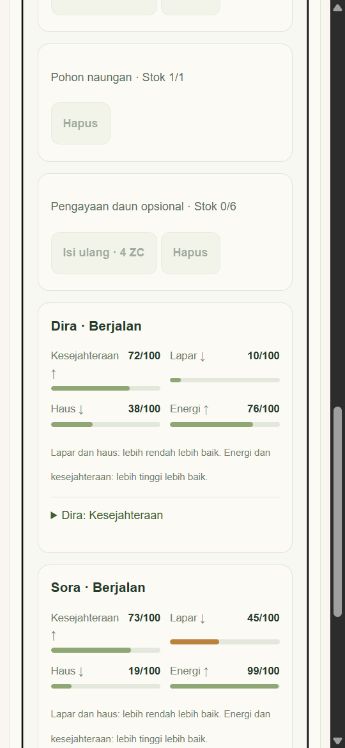 Pohon naungan · Stok 1/1
Hapus
Pengayaan daun opsional · Stok 0/6
Isi ulang · 4 ZC Hapus
Dira · Berjalan
Kesejahteraan ↑ 72/100 Lapar ↓ 10/100
Haus ↓ 38/100 Energi ↑ 76/100
Lapar dan haus: lebih rendah lebih baik. Energi dan
kesejahteraan: lebih tinggi lebih baik.
▶ Dira: Kesejahteraan
Sora · Berjalan
Kesejahteraan ↑ 73/100 Lapar ↓ 45/100
Haus ↓ 19/100 Energi ↑ 99/100
Lapar dan haus: lebih rendah lebih baik. Energi dan
kesejahteraan: lebih tinggi lebih baik.